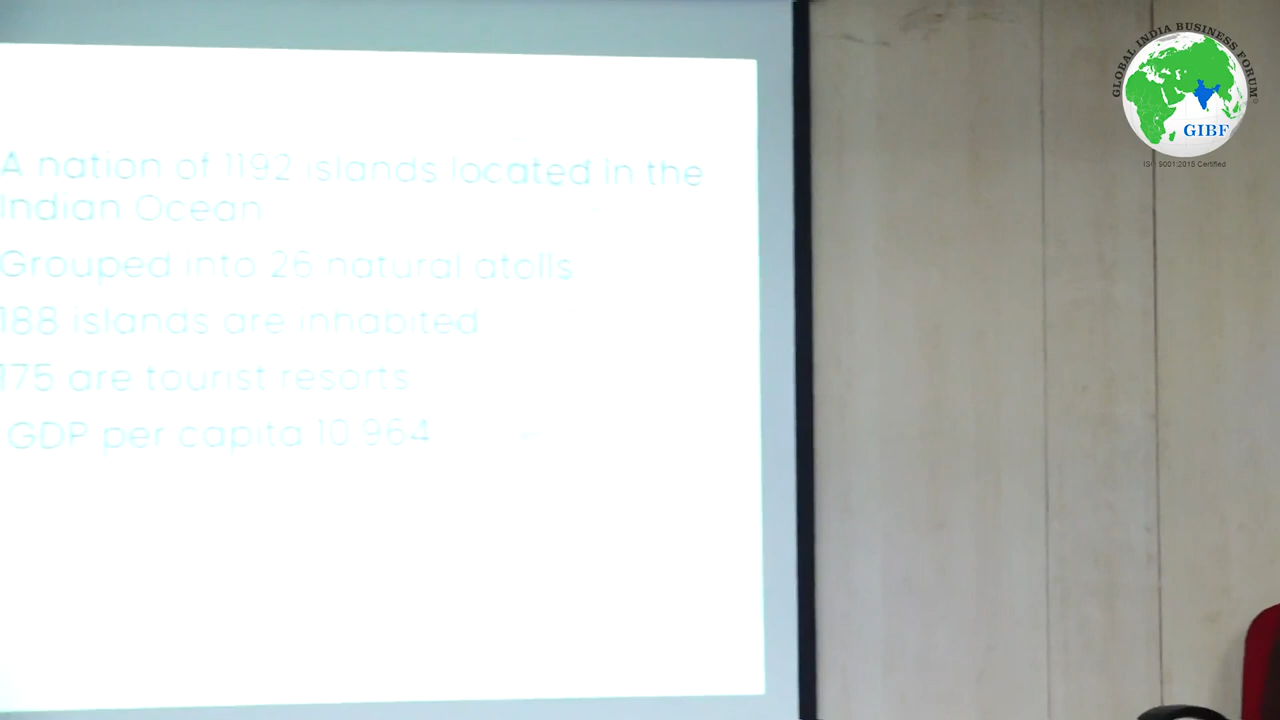 A nation of 1192 islands located in the
Indian Ocean
Grouped into 26 natural atolls
188 islands are inhabited
175 are tourist resorts
GDP per capita 10 964
GLOBAL INDIA BUSINESS FORUM
GIBF
ISO 9001:2015 Certified